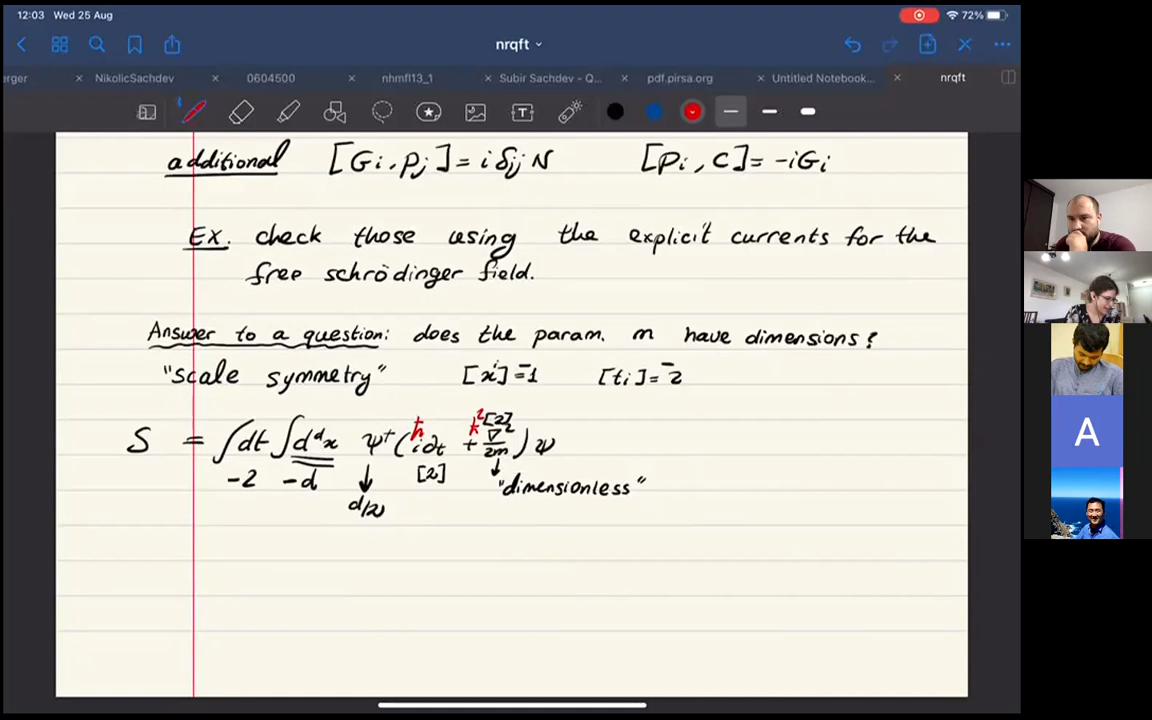 12:03 Wed 25 Aug
72%
nrqft
erger
NikolicSachdev
0604500
nhmfl13_1
Subir Sachdev - Q...
pdf.pirsa.org
Untitled Notebook...
nrqft
additional [Gi, Pj] = i δij N [Pi, C] = -iGi
EX. check those using the explicit currents for the
free schrödinger field.
Answer to a question: does the param. m have dimensions?
"scale symmetry" [xⁱ] = -1 [ti] = -2
S = ∫dt ∫d^d x ψ† (iħ∂t + ħ²∇²/2m) ψ
[2]
-2 -d [2] "dimensionless"
d/2
A